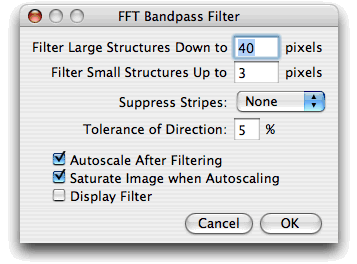 FFT Bandpass Filter
Filter Large Structures Down to 40 pixels
Filter Small Structures Up to 3 pixels
Suppress Stripes: None
Tolerance of Direction: 5 %
Autoscale After Filtering
Saturate Image when Autoscaling
Display Filter
Cancel OK